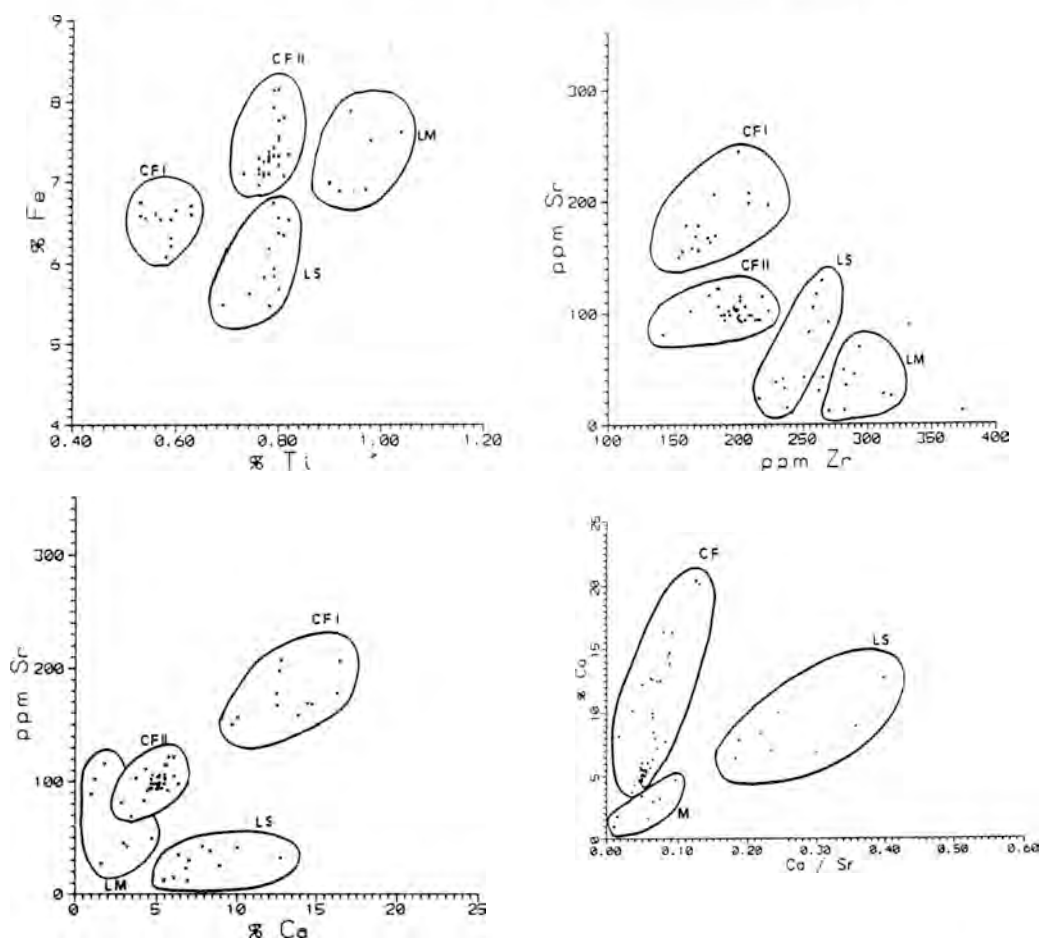 9
8
7
6
5
4
% Fe
CF II
LM
CF I
LS
0.40
0.60
0.80
1.00
1.20
% Ti
300
200
100
0
ppm Sr
CF I
CF II
LS
LM
100
150
200
250
300
350
400
ppm Zr
300
200
100
0
ppm Sr
CF I
CF II
LS
LM
0
5
10
15
20
25
% Ca
25
20
15
10
5
0
% Ca
CF
LS
M
0.00
0.10
0.20
0.30
0.40
0.50
0.60
Ca / Sr